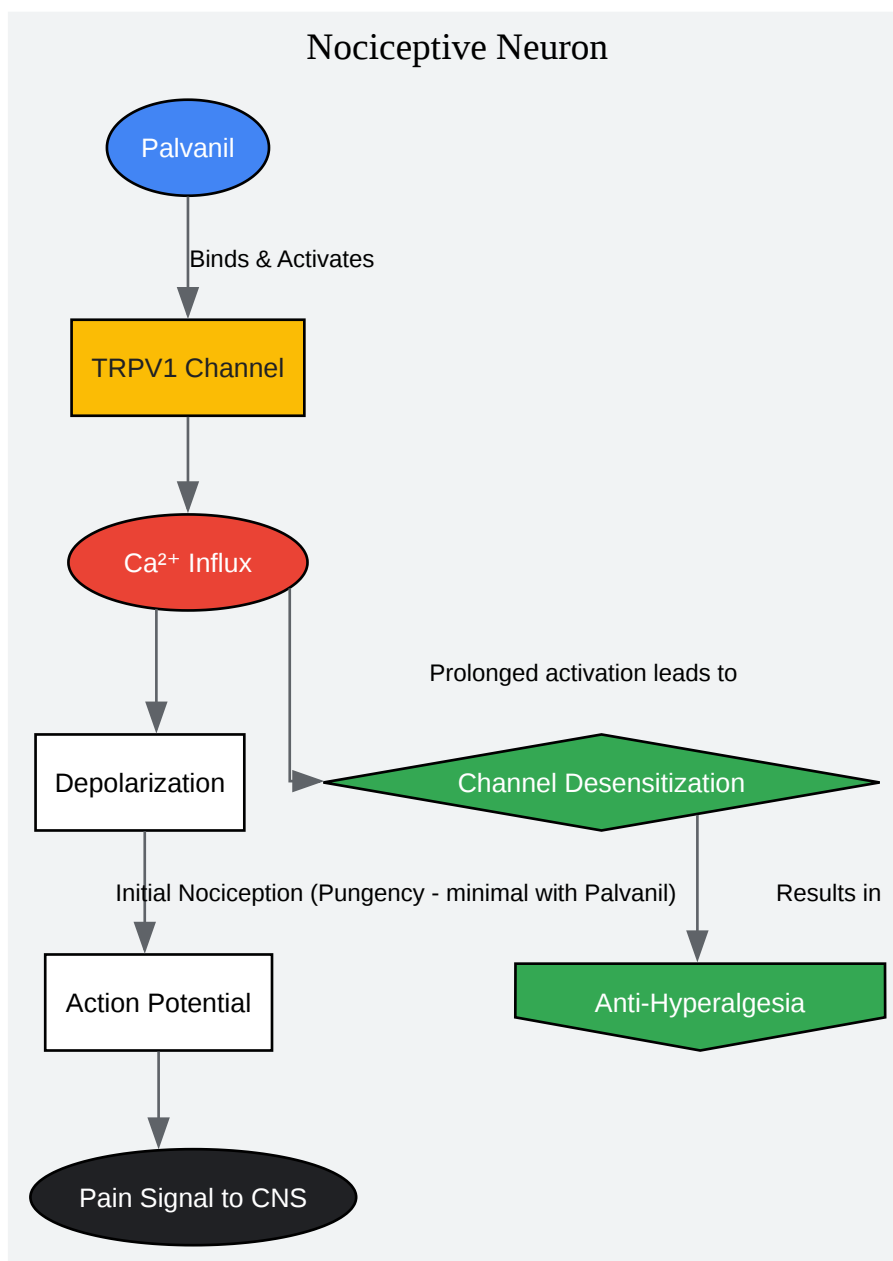 Nociceptive Neuron
Palvanil
Binds & Activates
TRPV1 Channel
Ca²⁺ Influx
Prolonged activation leads to
Depolarization
Channel Desensitization
Initial Nociception (Pungency - minimal with Palvanil)
Results in
Action Potential
Anti-Hyperalgesia
Pain Signal to CNS